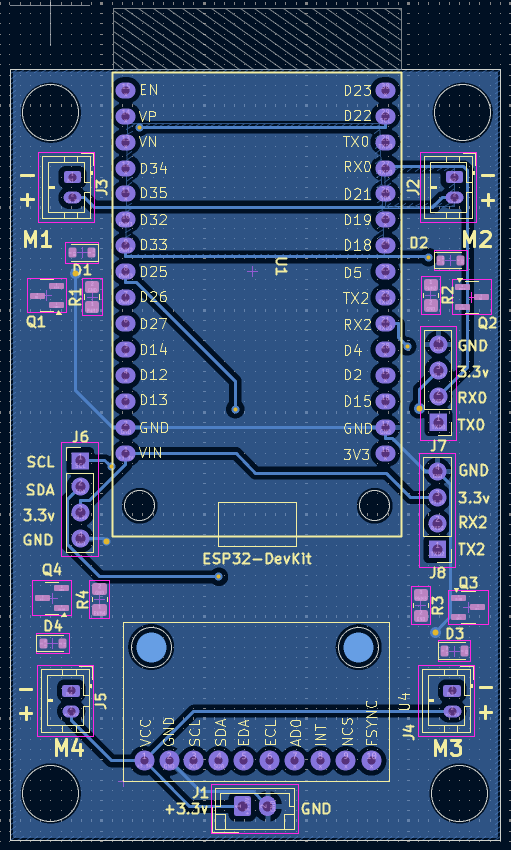 EN D23
VP D22
VN TX0
D34 RX0
D35 D21
D32 D19
D33 D18
D25 D5
D26 TX2
D27 RX2
D14 D4
D12 D2
D13 D15
GND GND
VIN 3V3
U1
ESP32-DevKit
- J3
+
M1
J2 -
+
M2
D1
R1
Q1
D2
R2
Q2
GND
3.3v
RX0
TX0
J7
J6
SCL
SDA
3.3v
GND
GND
3.3v
RX2
TX2
J8
Q4
R4
D4
Q3
R3
D3
- J5
+
M4
U4
J4 -
+
M3
VCC GND SCL SDA EDA ECL AD0 INT NCS FSYNC
J1
+3.3v GND